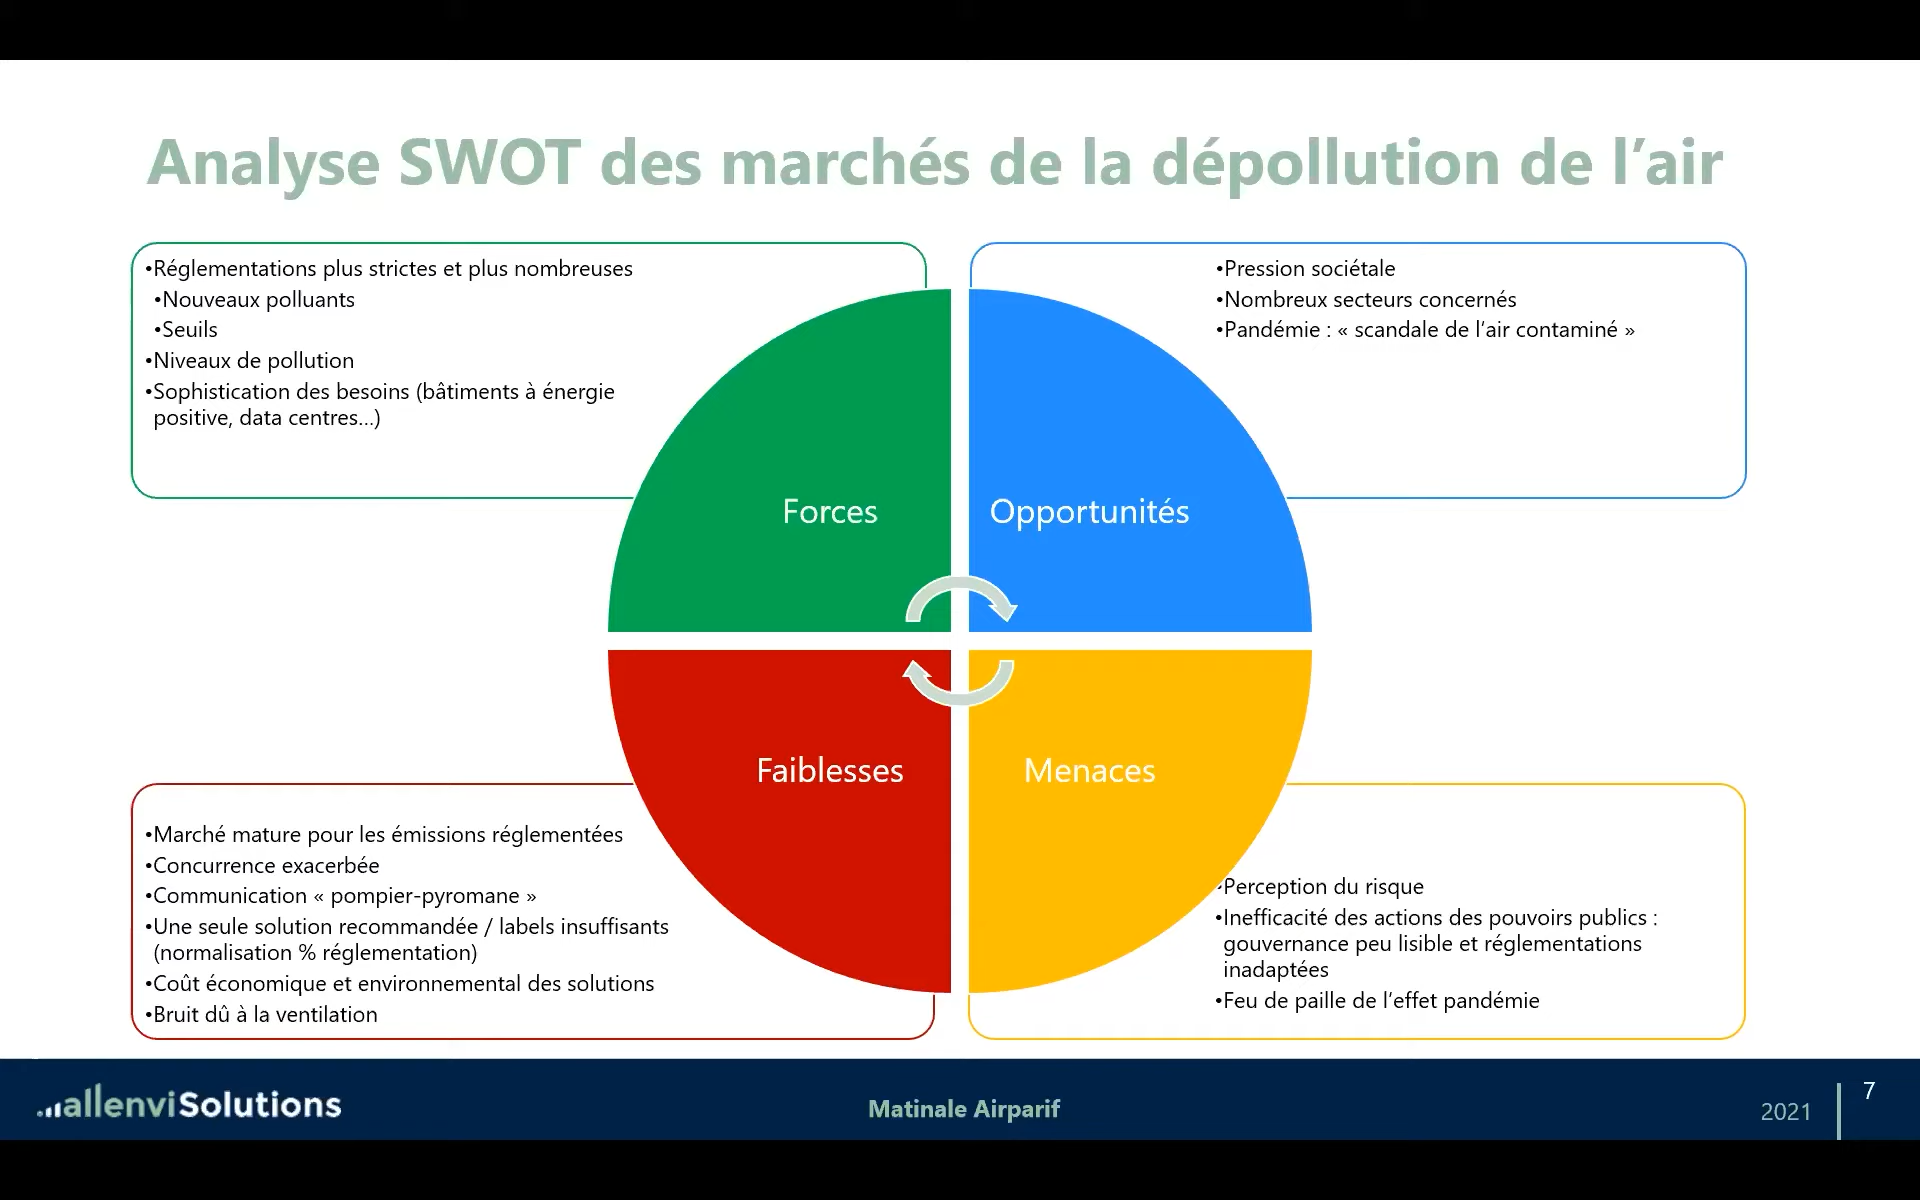 Analyse SWOT des marchés de la dépollution de l’air
•Réglementations plus strictes et plus nombreuses
•Nouveaux polluants
•Seuils
•Niveaux de pollution
•Sophistication des besoins (bâtiments à énergie
positive, data centres…)
•Pression sociétale
•Nombreux secteurs concernés
•Pandémie : « scandale de l’air contaminé »
Forces
Opportunités
Faiblesses
Menaces
•Marché mature pour les émissions réglementées
•Concurrence exacerbée
•Communication « pompier-pyromane »
•Une seule solution recommandée / labels insuffisants
(normalisation % réglementation)
•Coût économique et environnemental des solutions
•Bruit dû à la ventilation
•Perception du risque
•Inefficacité des actions des pouvoirs publics :
gouvernance peu lisible et réglementations
inadaptées
•Feu de paille de l’effet pandémie
allenviSolutions
Matinale Airparif
2021
7